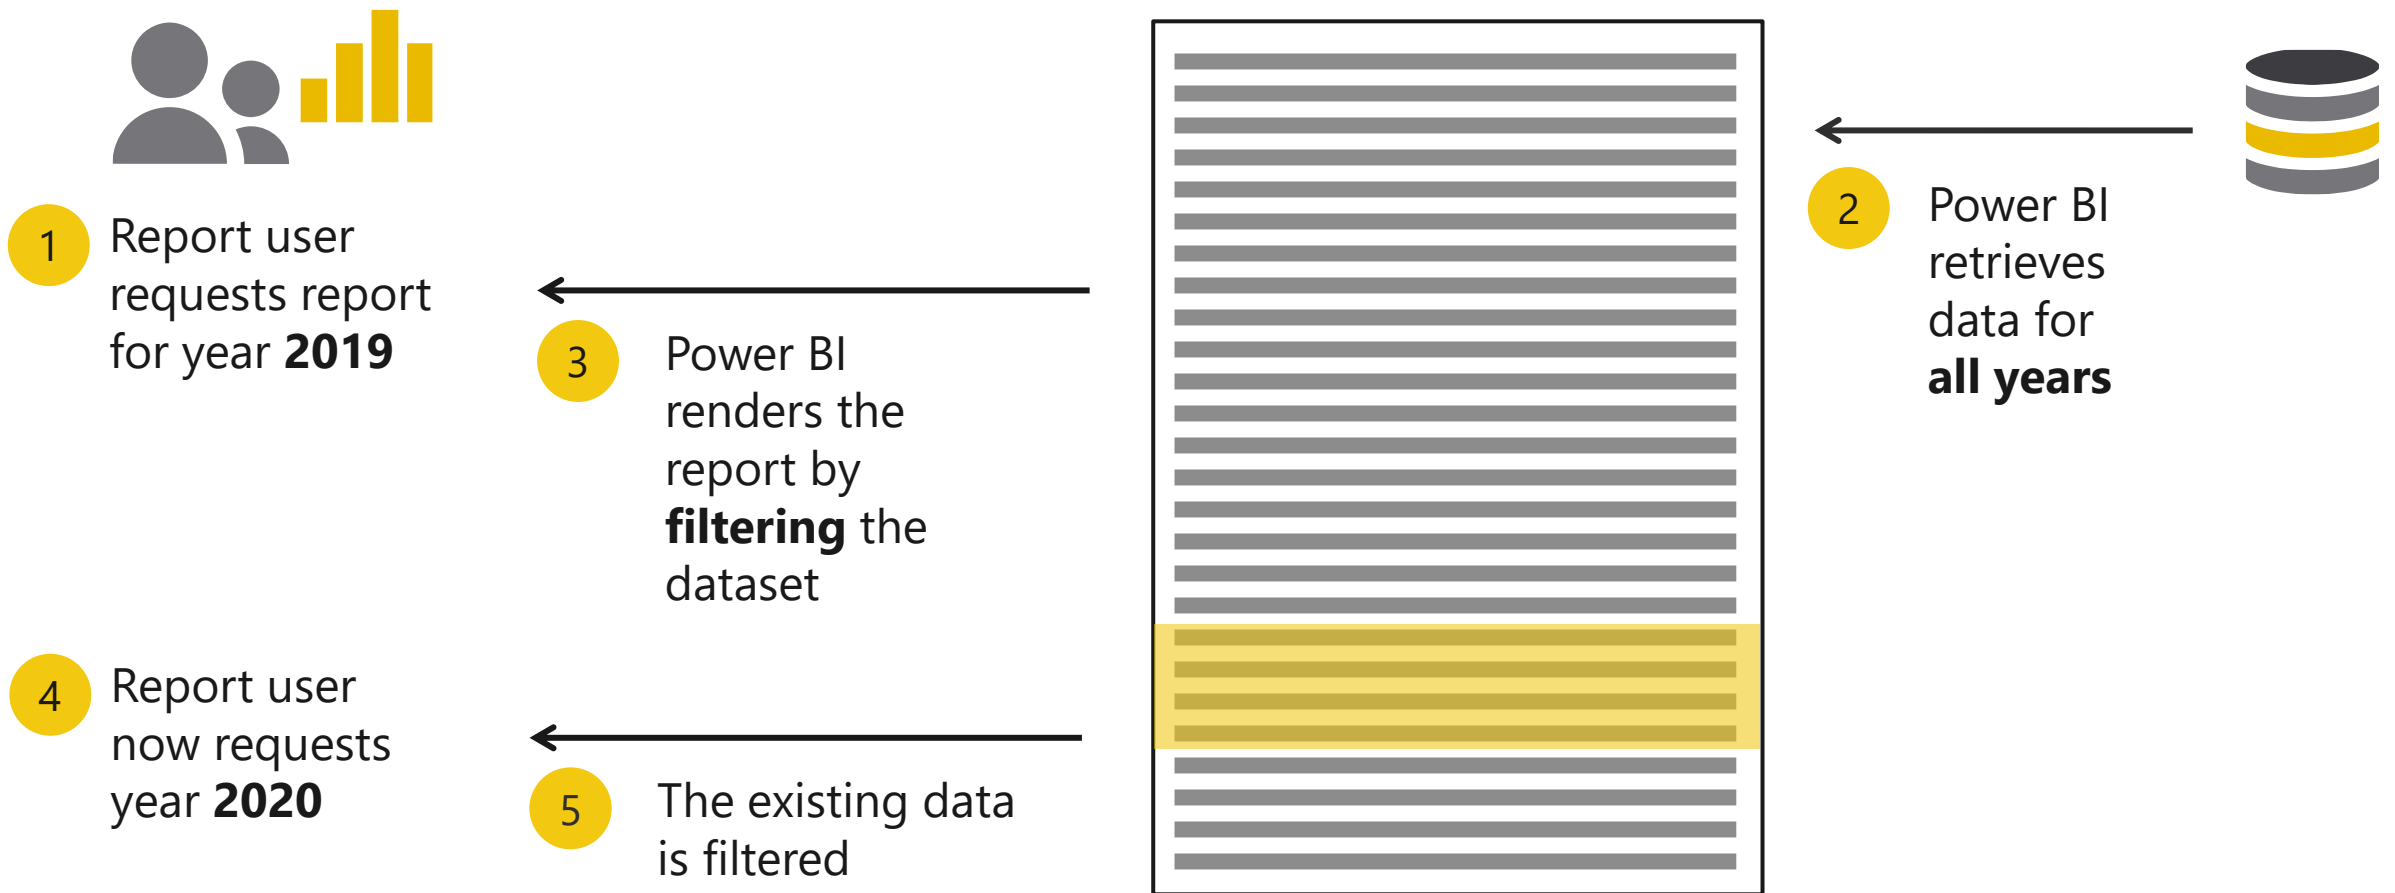 1
Report user
requests report
for year 2019
2
Power BI
retrieves
data for
all years
3
Power BI
renders the
report by
filtering the
dataset
4
Report user
now requests
year 2020
5
The existing data
is filtered